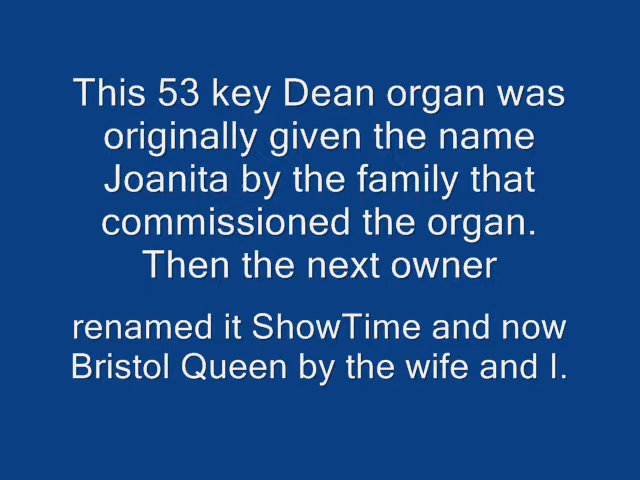 This 53 key Dean organ was
originally given the name
Joanita by the family that
commissioned the organ.
Then the next owner
renamed it ShowTime and now
Bristol Queen by the wife and I.